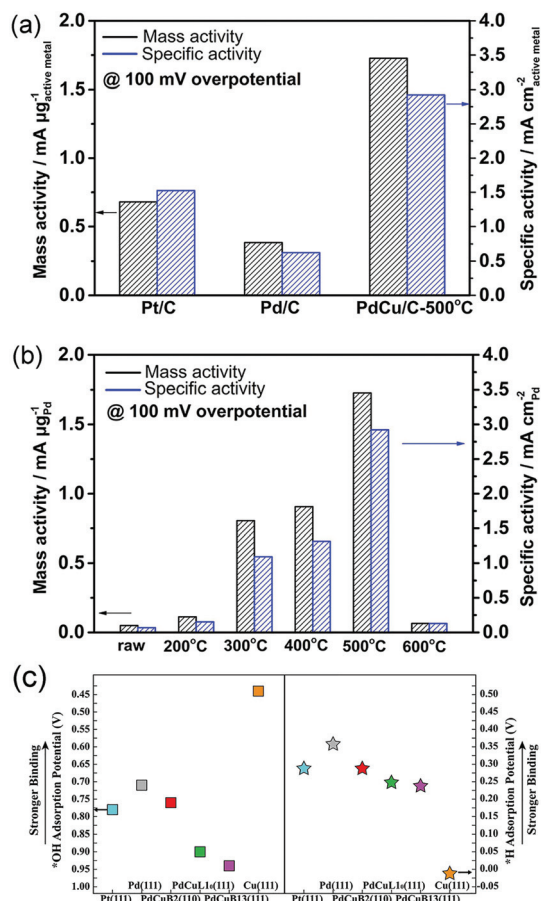 (a)
Mass activity
Specific activity
@ 100 mV overpotential
Mass activity / mA μg⁻¹active metal
2.0
1.5
1.0
0.5
0.0
Specific activity / mA cm⁻²active metal
4.0
3.5
3.0
2.5
2.0
1.5
1.0
0.5
0.0
Pt/C Pd/C PdCu/C-500°C
(b)
Mass activity
Specific activity
@ 100 mV overpotential
Mass activity / mA μg⁻¹Pd
2.0
1.5
1.0
0.5
0.0
Specific activity / mA cm⁻²Pd
4.0
3.5
3.0
2.5
2.0
1.5
1.0
0.5
0.0
raw 200°C 300°C 400°C 500°C 600°C
(c)
Stronger Binding
*OH Adsorption Potential (V)
0.45
0.50
0.55
0.60
0.65
0.70
0.75
0.80
0.85
0.90
0.95
1.00
0.50
0.45
0.40
0.35
0.30
0.25
0.20
0.15
0.10
0.05
0.00
-0.05
*H Adsorption Potential (V)
Stronger Binding
Pd(111) PdCuL1₀(111) Cu(111) Pd(111) PdCuL1₀(111) Cu(111)
Pt(111) PdCuB2(110) PdCuB13(111) Pt(111) PdCuB2(110) PdCuB13(111)